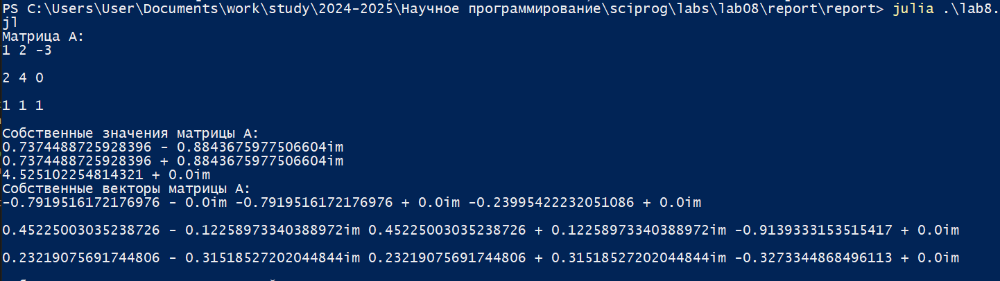 PS C:\Users\User\Documents\work\study\2024-2025\Научное программирование\sciprog\labs\lab08\report\report> julia .\lab8.
jl
Матрица A:
1 2 -3
2 4 0
1 1 1
Собственные значения матрицы A:
0.7374488725928396 - 0.8843675977506604im
0.7374488725928396 + 0.8843675977506604im
4.525102254814321 + 0.0im
Собственные векторы матрицы A:
-0.7919516172176976 - 0.0im -0.7919516172176976 + 0.0im -0.23995422232051086 + 0.0im
0.45225003035238726 - 0.12258973340388972im 0.45225003035238726 + 0.12258973340388972im -0.9139333153515417 + 0.0im
0.23219075691744806 - 0.31518527202044844im 0.23219075691744806 + 0.31518527202044844im -0.3273344868496113 + 0.0im